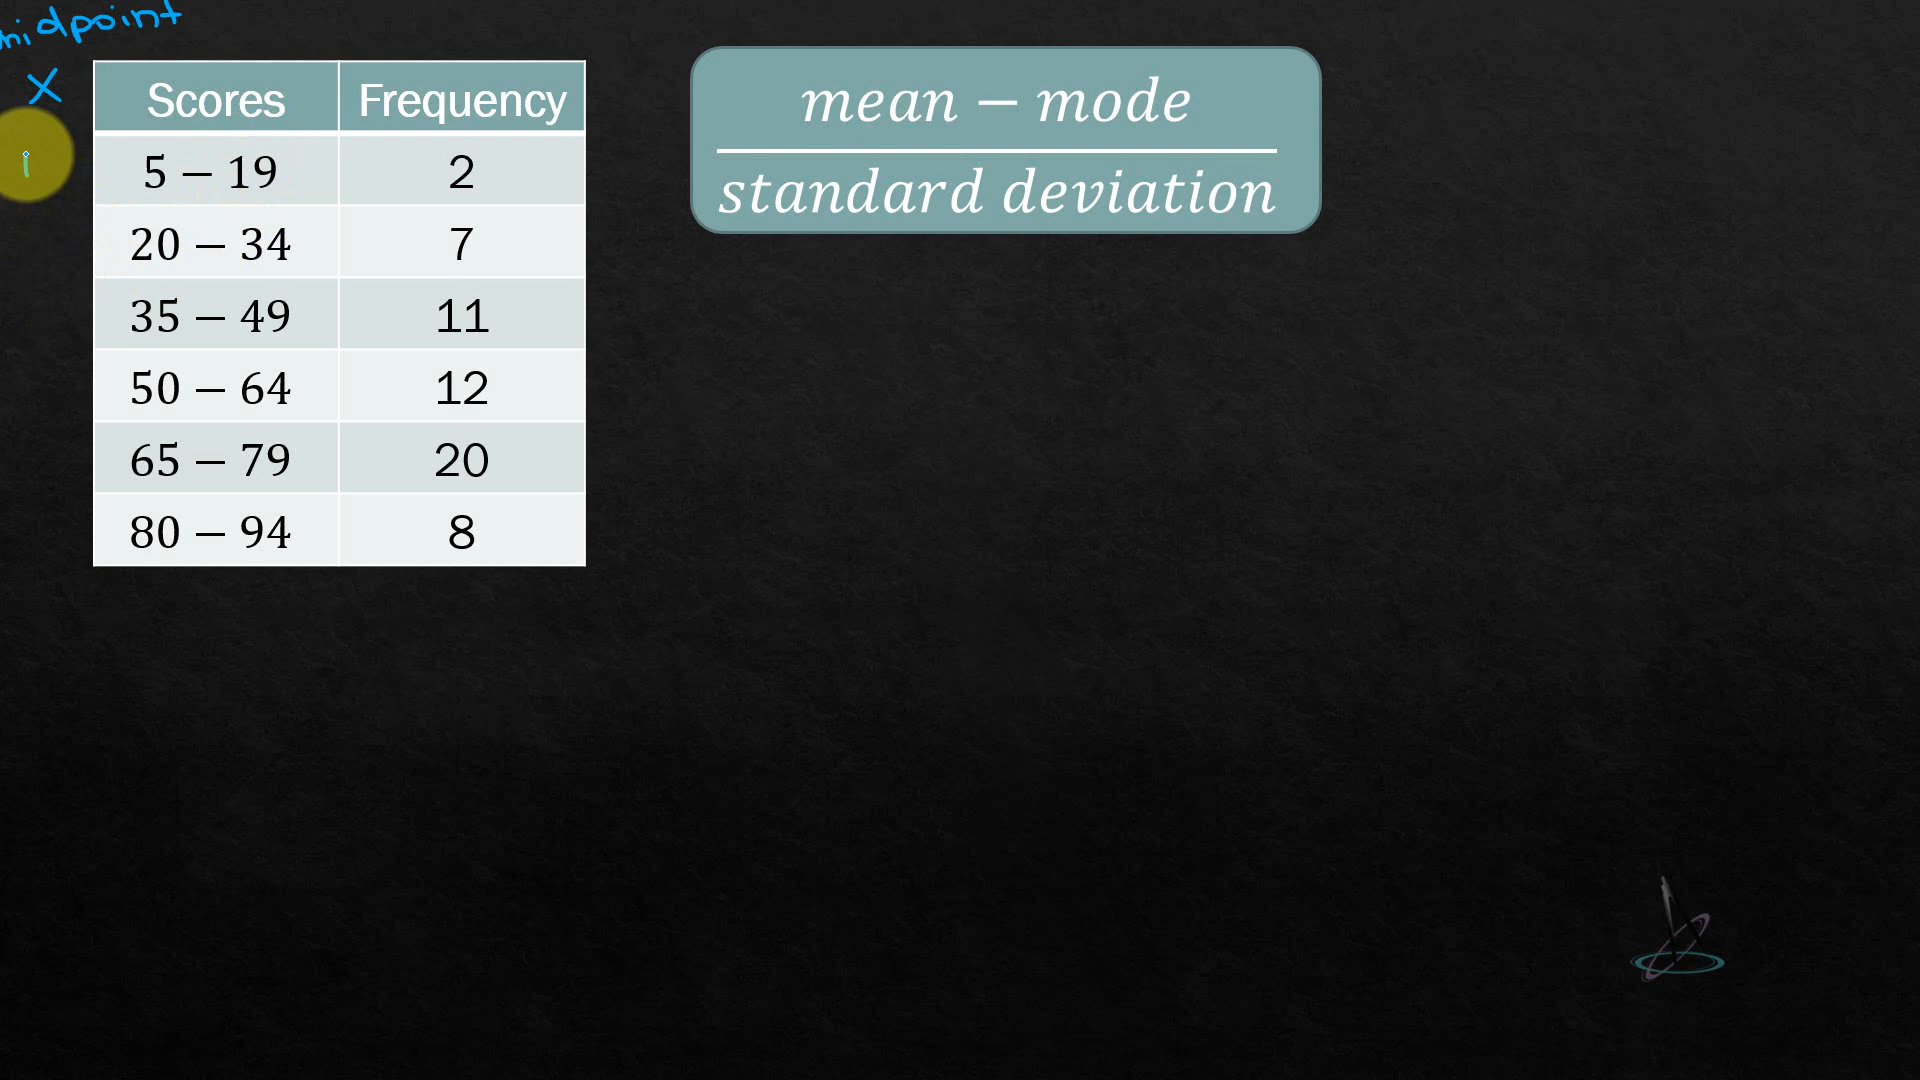 midpoint
X
Scores Frequency
5 – 19 2
20 – 34 7
35 – 49 11
50 – 64 12
65 – 79 20
80 – 94 8
mean – mode
standard deviation